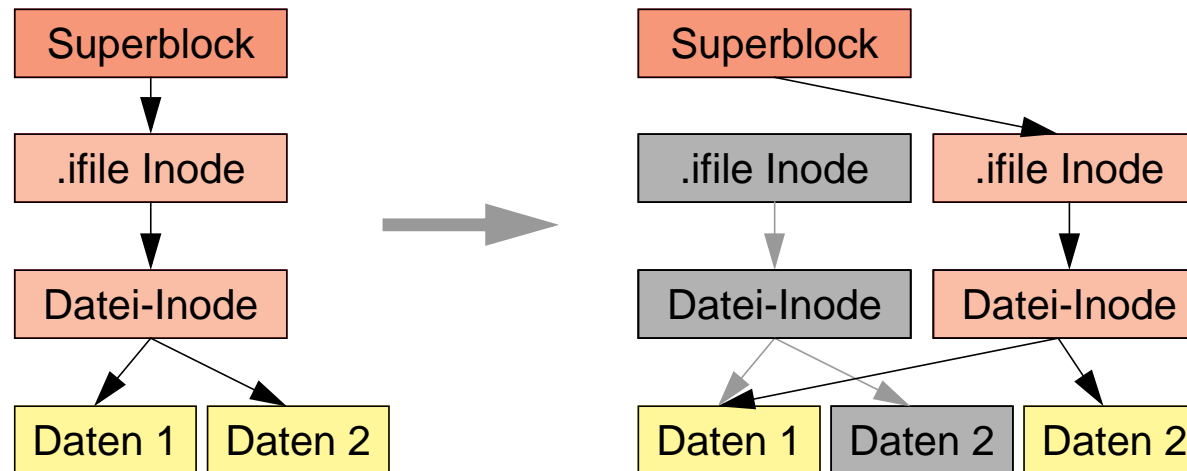 Superblock
Superblock
.ifile Inode
.ifile Inode
.ifile Inode
Datei-Inode
Datei-Inode
Datei-Inode
Daten 1
Daten 2
Daten 1
Daten 2
Daten 2